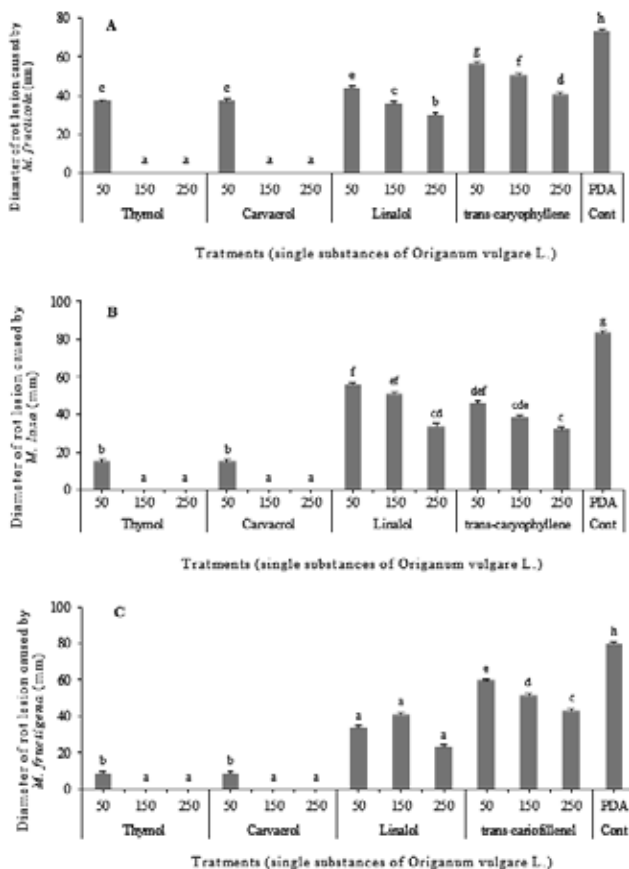 A
Diameter of rot lesion caused by
M. fructicola (mm)
80
60
40
20
0
e a a e a a e c b g f d h
50 150 250 50 150 250 50 150 250 50 150 250 PDA
Thymol Carvacrol Linalol trans-caryophyllene Cont
Tratments (single substances of Origanum vulgare L.)
B
Diameter of rot lesion caused by
M. laxa (mm)
100
80
60
40
20
0
b a a b a a f ef cd def cde c g
50 150 250 50 150 250 50 150 250 50 150 250 PDA
Thymol Carvacrol Linalol trans-caryophyllene Cont
Tratments (single substances of Origanum vulgare L.)
C
Diameter of rot lesion caused by
M. fructigena (mm)
100
80
60
40
20
0
b a a b a a a a a e d c h
50 150 250 50 150 250 50 150 250 50 150 250 PDA
Thymol Carvacrol Linalol trans-cariofillenel Cont
Tratments (single substances of Origanum vulgare L.)